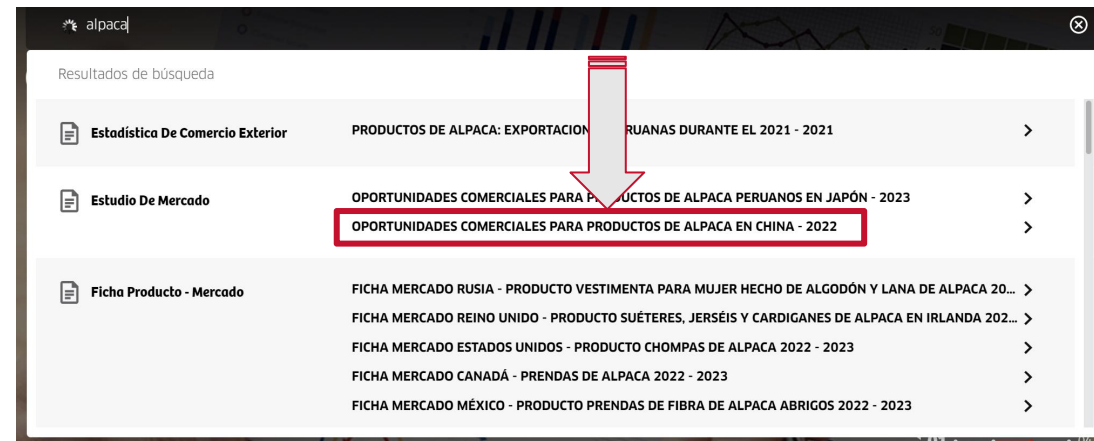 alpaca
Resultados de búsqueda
Estadística De Comercio Exterior
PRODUCTOS DE ALPACA: EXPORTACION RUANAS DURANTE EL 2021 - 2021
Estudio De Mercado
OPORTUNIDADES COMERCIALES PARA P UCTOS DE ALPACA PERUANOS EN JAPÓN - 2023
OPORTUNIDADES COMERCIALES PARA PRODUCTOS DE ALPACA EN CHINA - 2022
Ficha Producto - Mercado
FICHA MERCADO RUSIA - PRODUCTO VESTIMENTA PARA MUJER HECHO DE ALGODÓN Y LANA DE ALPACA 20...
FICHA MERCADO REINO UNIDO - PRODUCTO SUÉTERES, JERSÉIS Y CARDIGANES DE ALPACA EN IRLANDA 202...
FICHA MERCADO ESTADOS UNIDOS - PRODUCTO CHOMPAS DE ALPACA 2022 - 2023
FICHA MERCADO CANADÁ - PRENDAS DE ALPACA 2022 - 2023
FICHA MERCADO MÉXICO - PRODUCTO PRENDAS DE FIBRA DE ALPACA ABRIGOS 2022 - 2023